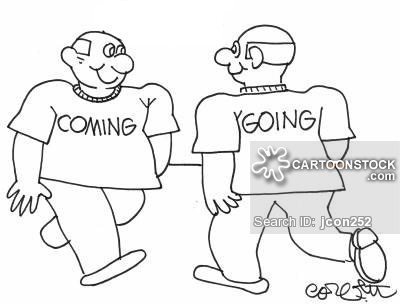 COMING
GOING
CARTOONSTOCK
.com
Search ID: jcon252